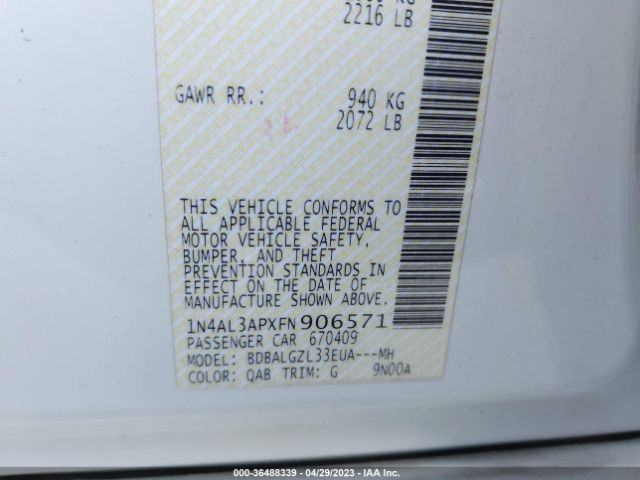 2216 LB
GAWR RR.: 940 KG
2072 LB
THIS VEHICLE CONFORMS TO
ALL APPLICABLE FEDERAL
MOTOR VEHICLE SAFETY,
BUMPER, AND THEFT
PREVENTION STANDARDS IN
EFFECT ON THE DATE OF
MANUFACTURE SHOWN ABOVE.
1N4AL3APXFN906571
PASSENGER CAR 670409
MODEL: BDBALGZL33EUA---MH
COLOR: QAB TRIM: G 9N00A
000-36488339 - 04/29/2023 - IAA Inc.